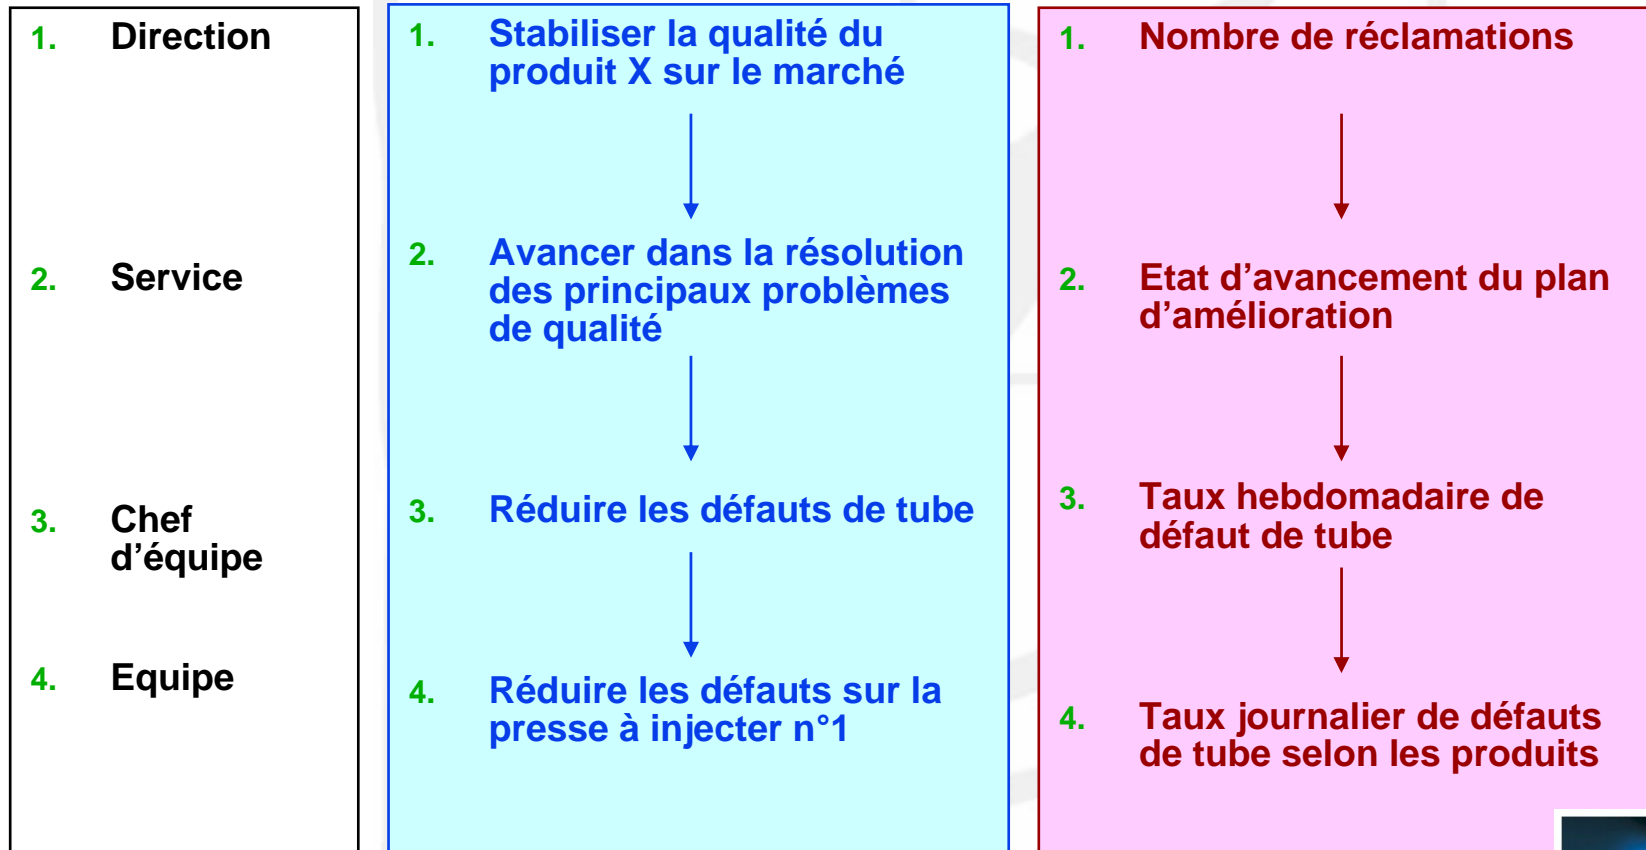 1. Direction
2. Service
3. Chef
d’équipe
4. Equipe
1. Stabiliser la qualité du
produit X sur le marché
2. Avancer dans la résolution
des principaux problèmes
de qualité
3. Réduire les défauts de tube
4. Réduire les défauts sur la
presse à injecter n°1
1. Nombre de réclamations
2. Etat d’avancement du plan
d’amélioration
3. Taux hebdomadaire de
défaut de tube
4. Taux journalier de défauts
de tube selon les produits